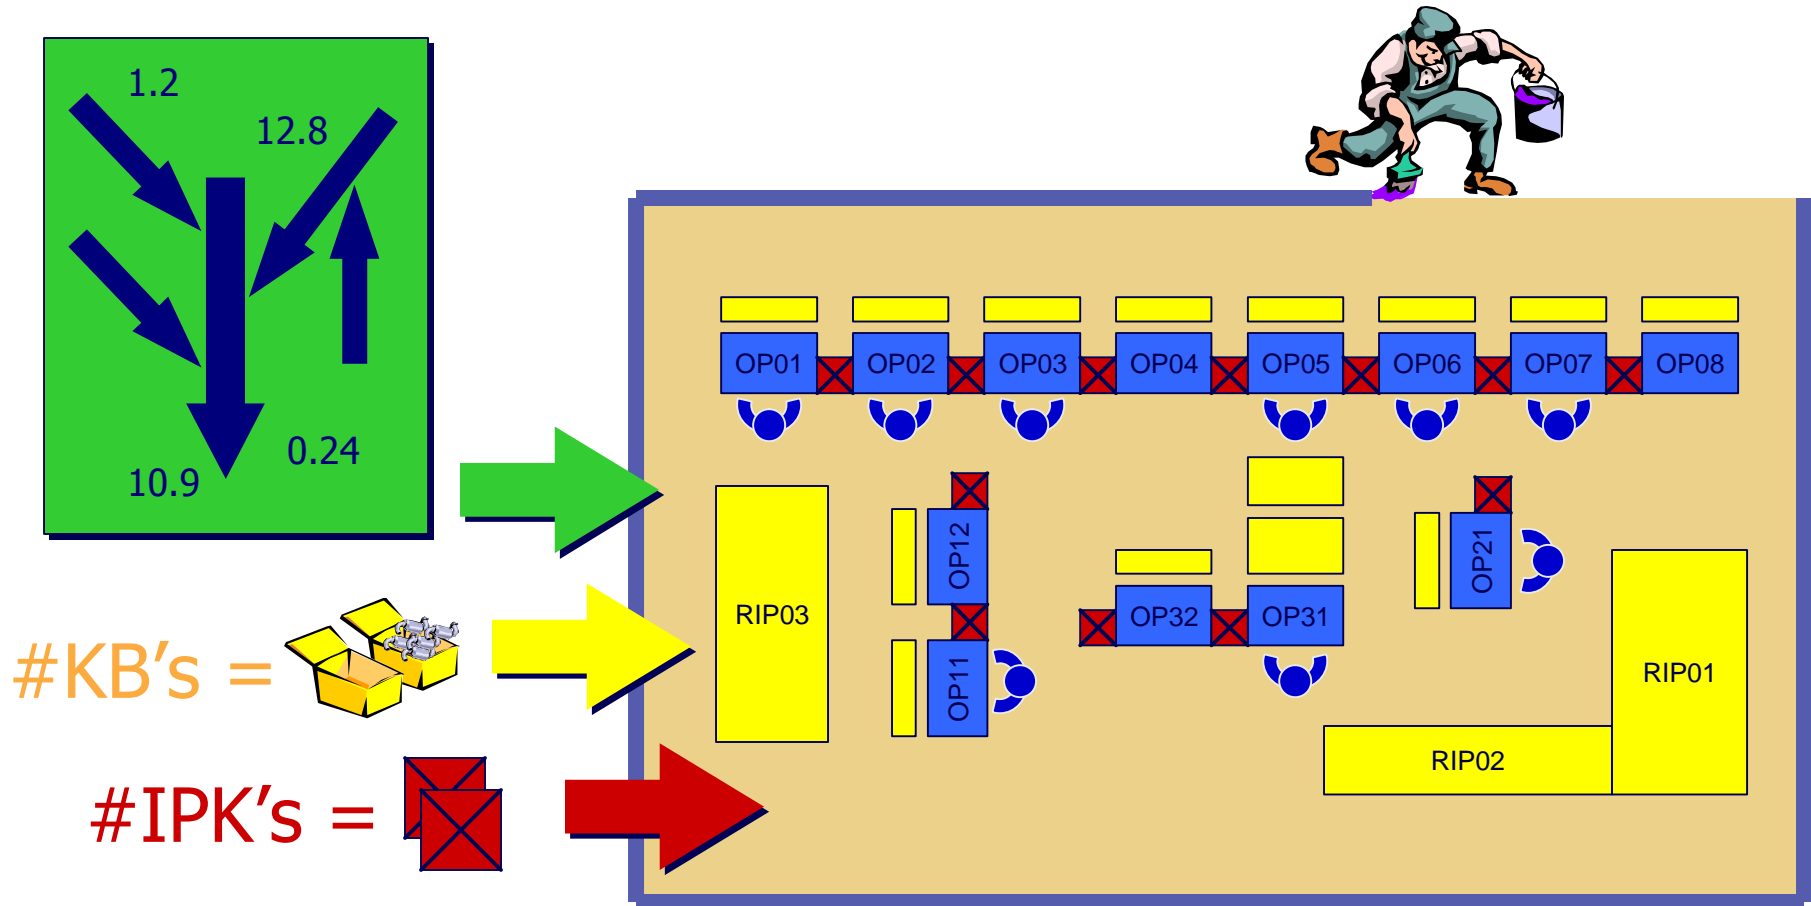 1.2
12.8
10.9
0.24
#KB’s =
#IPK’s =
OP01
OP02
OP03
OP04
OP05
OP06
OP07
OP08
RIP03
OP12
OP11
OP32
OP31
OP21
RIP01
RIP02